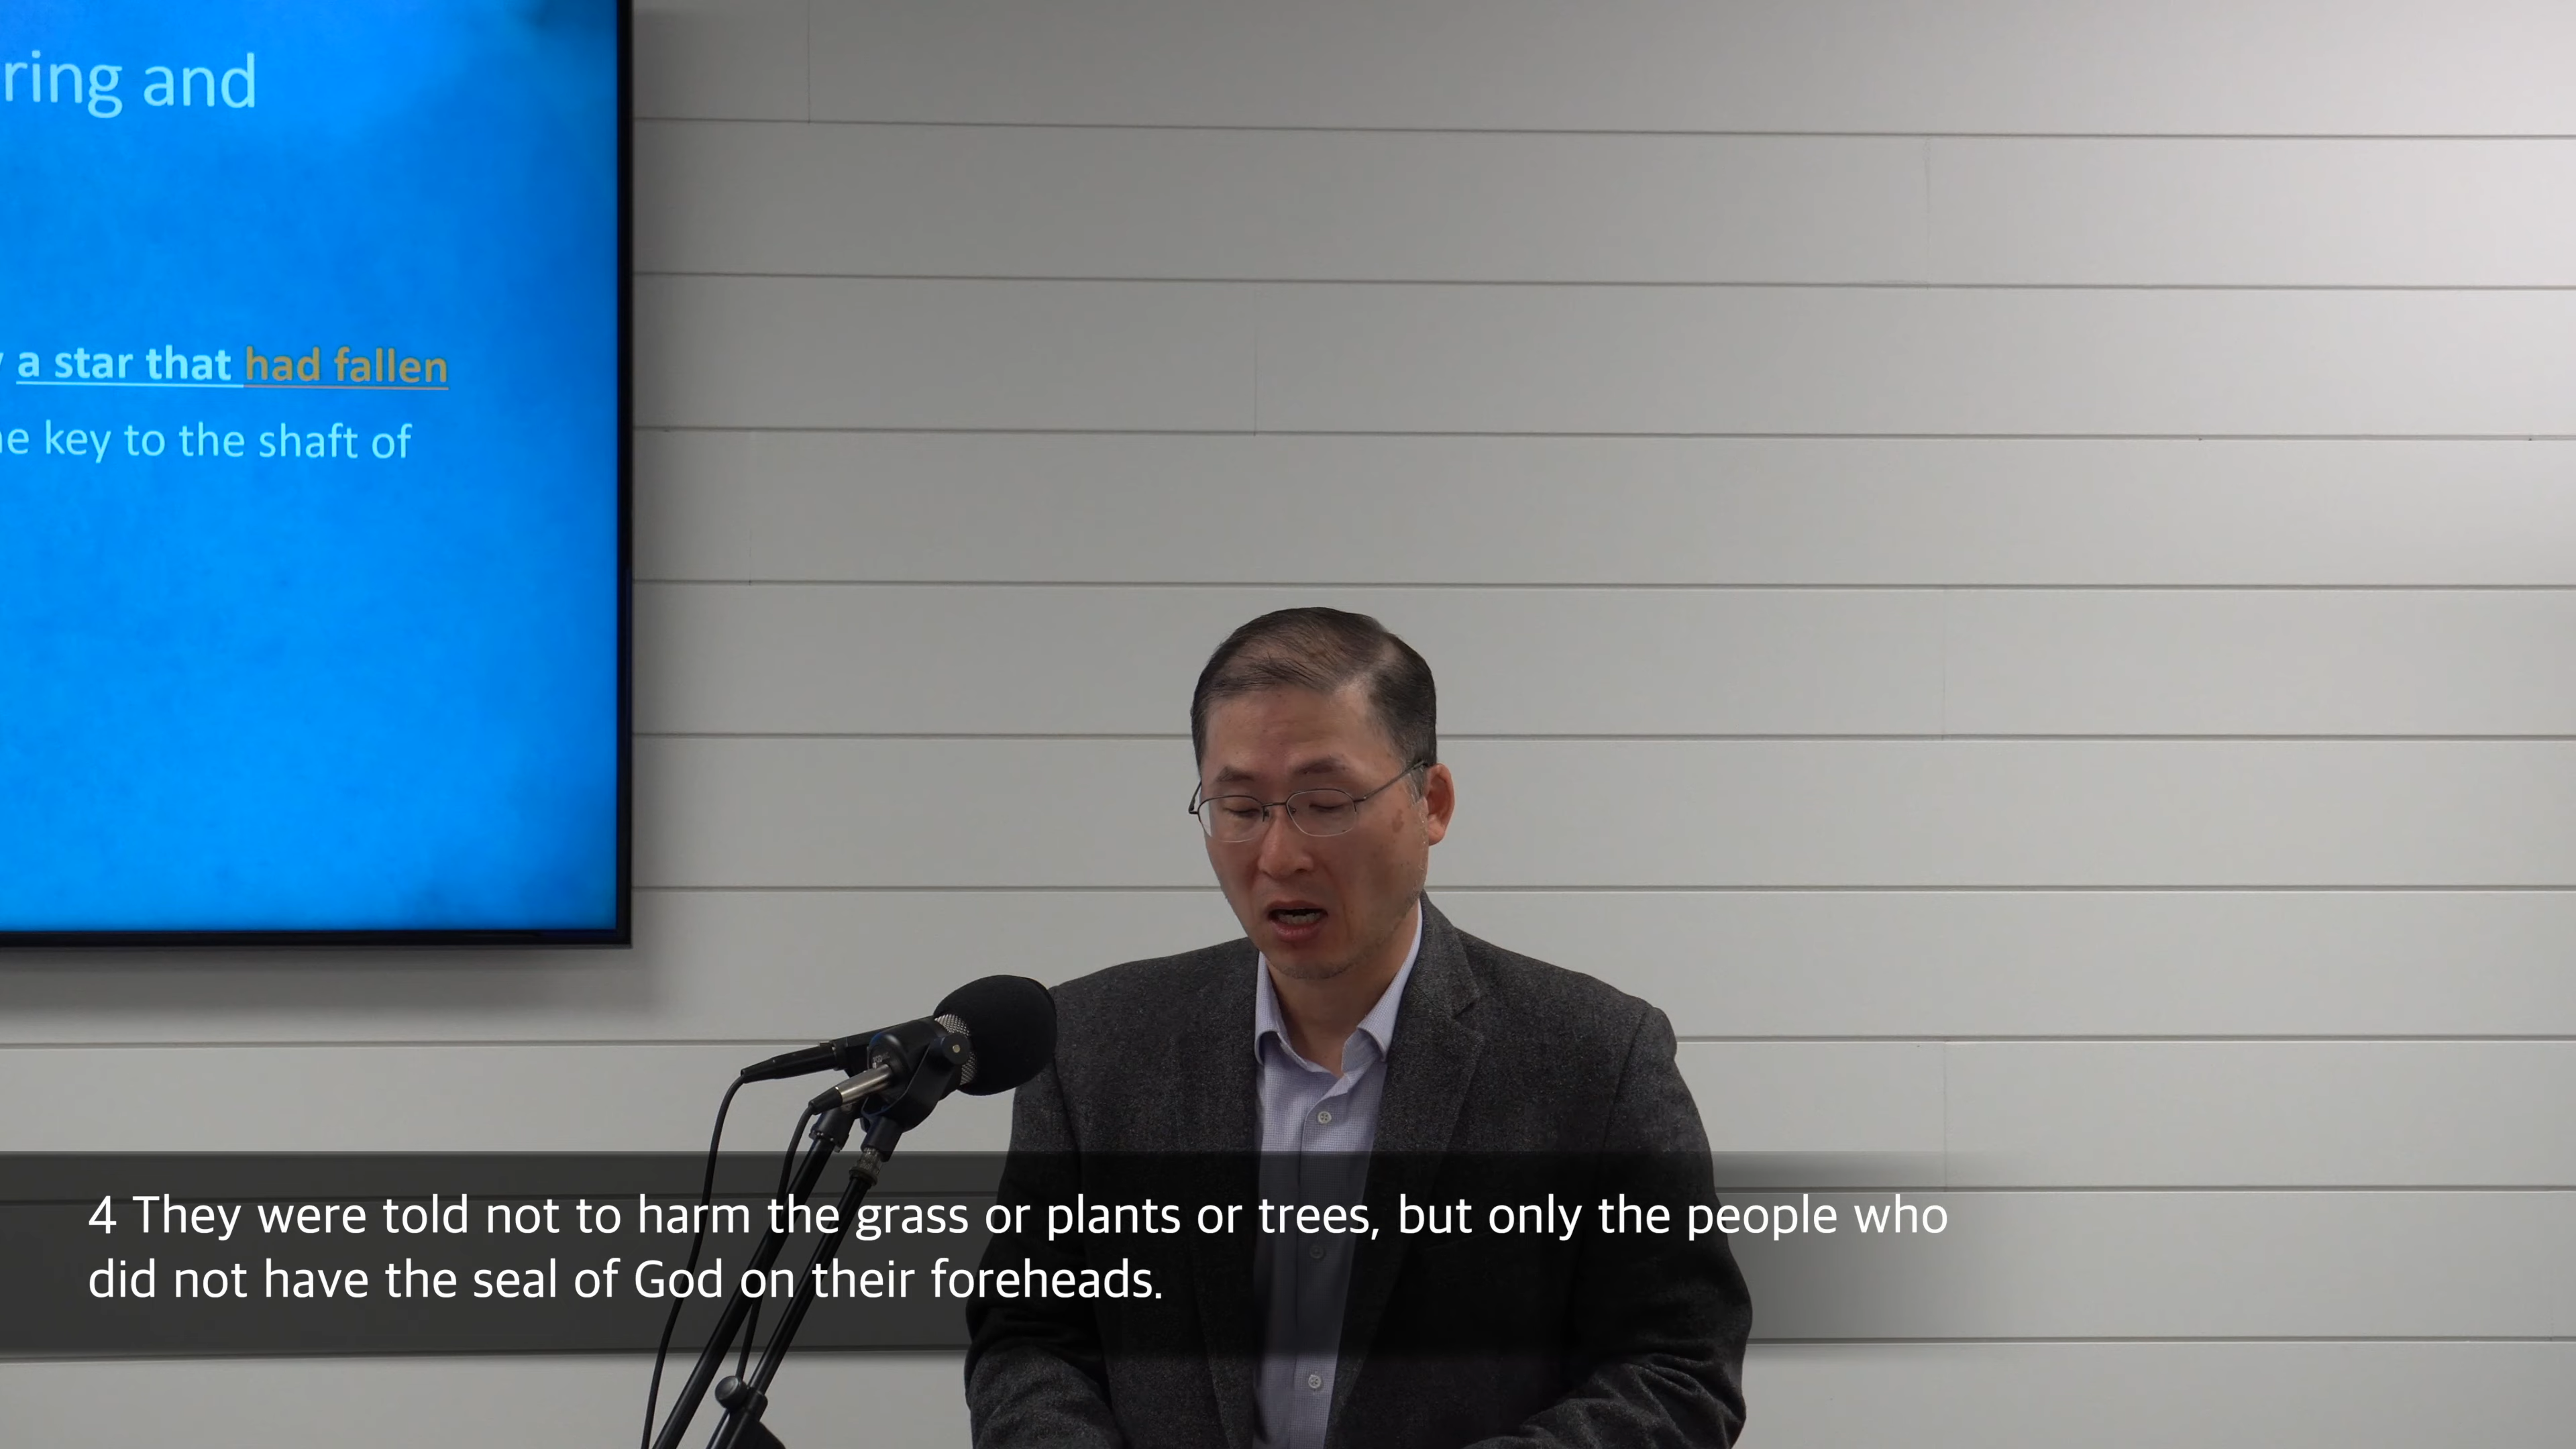 and
a star that had fallen
key to the shaft of
4 They were told not to harm the grass or plants or trees, but only the people who
did not have the seal of God on their foreheads.